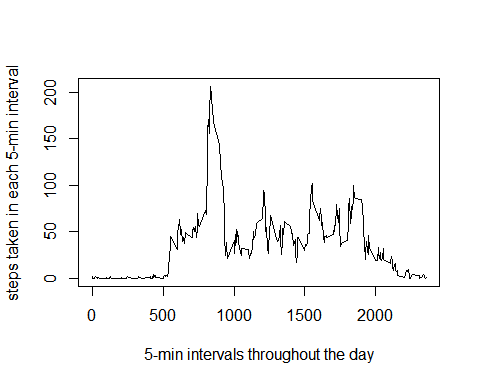 steps taken in each 5-min interval
200
150
100
50
0
0 500 1000 1500 2000
5-min intervals throughout the day